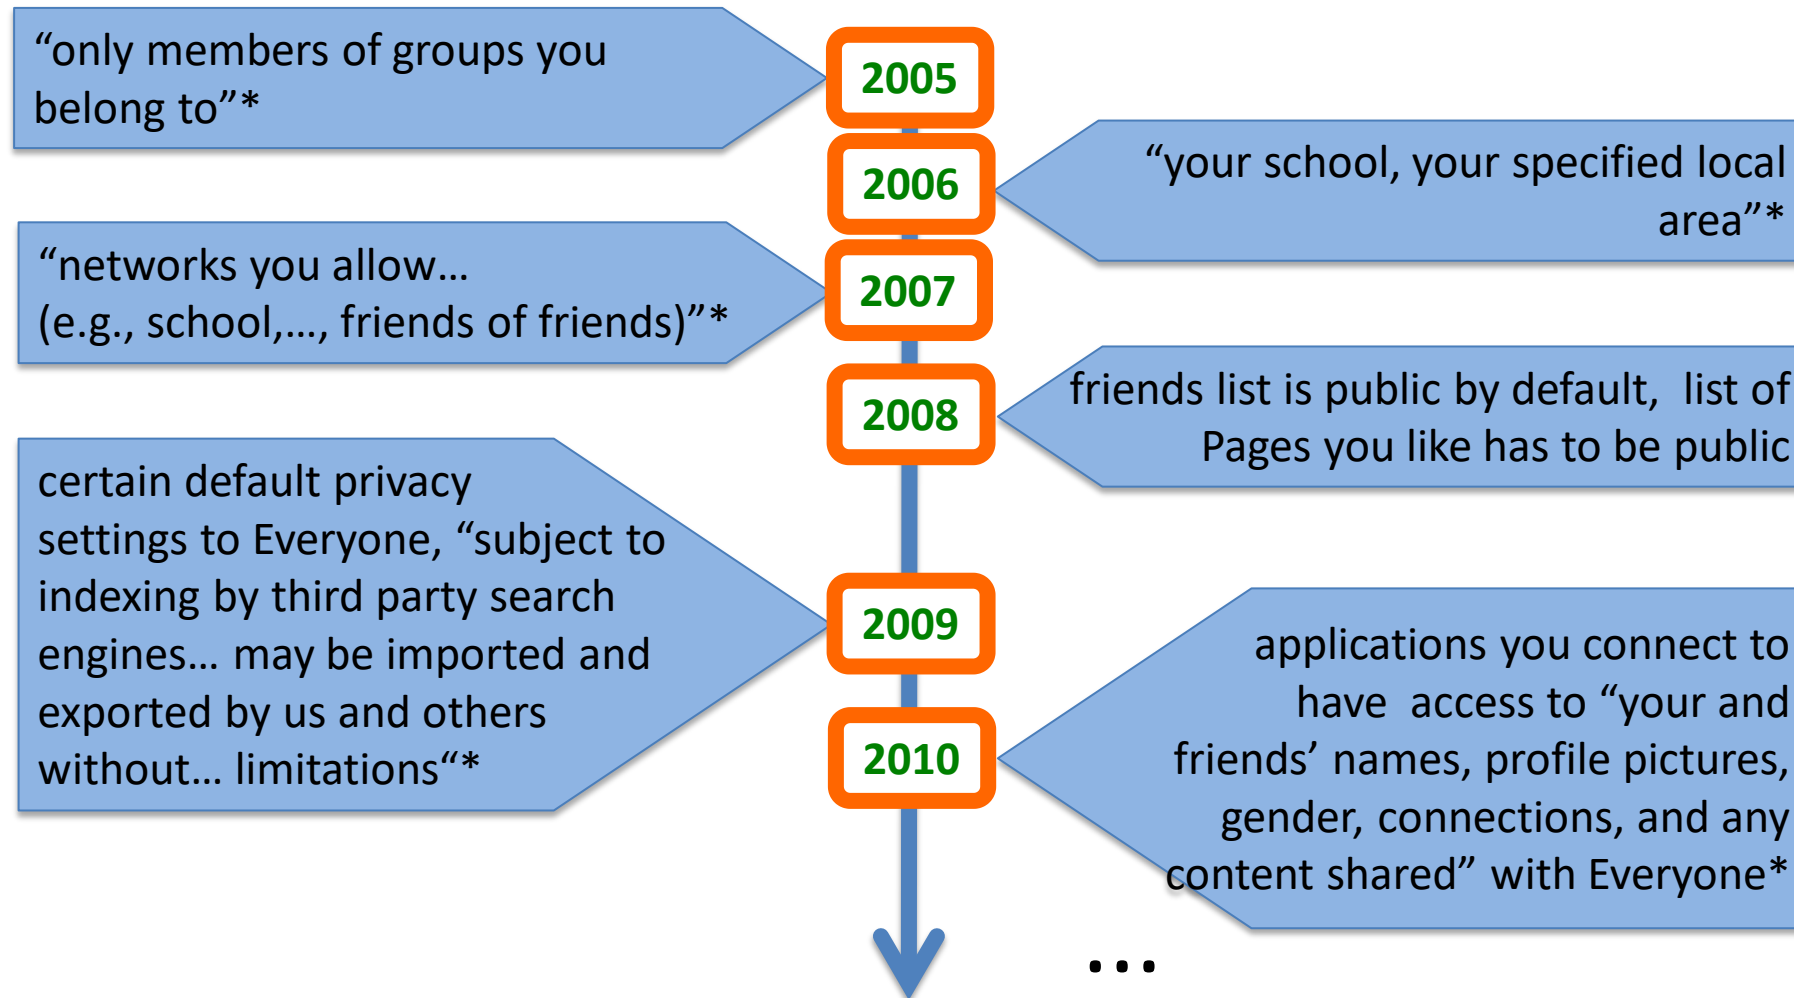 “only members of groups you
belong to”*
2005
2006
“your school, your specified local
area”*
“networks you allow…
(e.g., school,…, friends of friends)”*
2007
2008
friends list is public by default,  list of
Pages you like has to be public
certain default privacy
settings to Everyone, “subject to
indexing by third party search
engines… may be imported and
exported by us and others
without… limitations“*
2009
2010
applications you connect to
have  access to “your and
friends’ names, profile pictures,
gender, connections, and any
content shared” with Everyone*
…